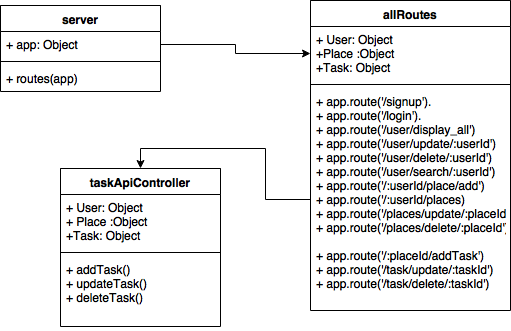 server
+ app: Object
+ routes(app)
allRoutes
+ User: Object
+Place :Object
+Task: Object
+ app.route('/signup').
+ app.route('/login').
+ app.route('/user/display_all')
+ app.route('/user/update/:userId')
+ app.route('/user/delete/:userId')
+ app.route('/user/search/:userId')
+ app.route('/:userId/place/add')
+ app.route('/:userId/places)
+ app.route('/places/update/:placeId
+ app.route('/places/delete/:placeId'
+ app.route('/:placeId/addTask')
+ app.route('/task/update/:taskId')
+ app.route('/task/delete/:taskId')
taskApiController
+ User: Object
+ Place :Object
+Task: Object
+ addTask()
+ updateTask()
+ deleteTask()